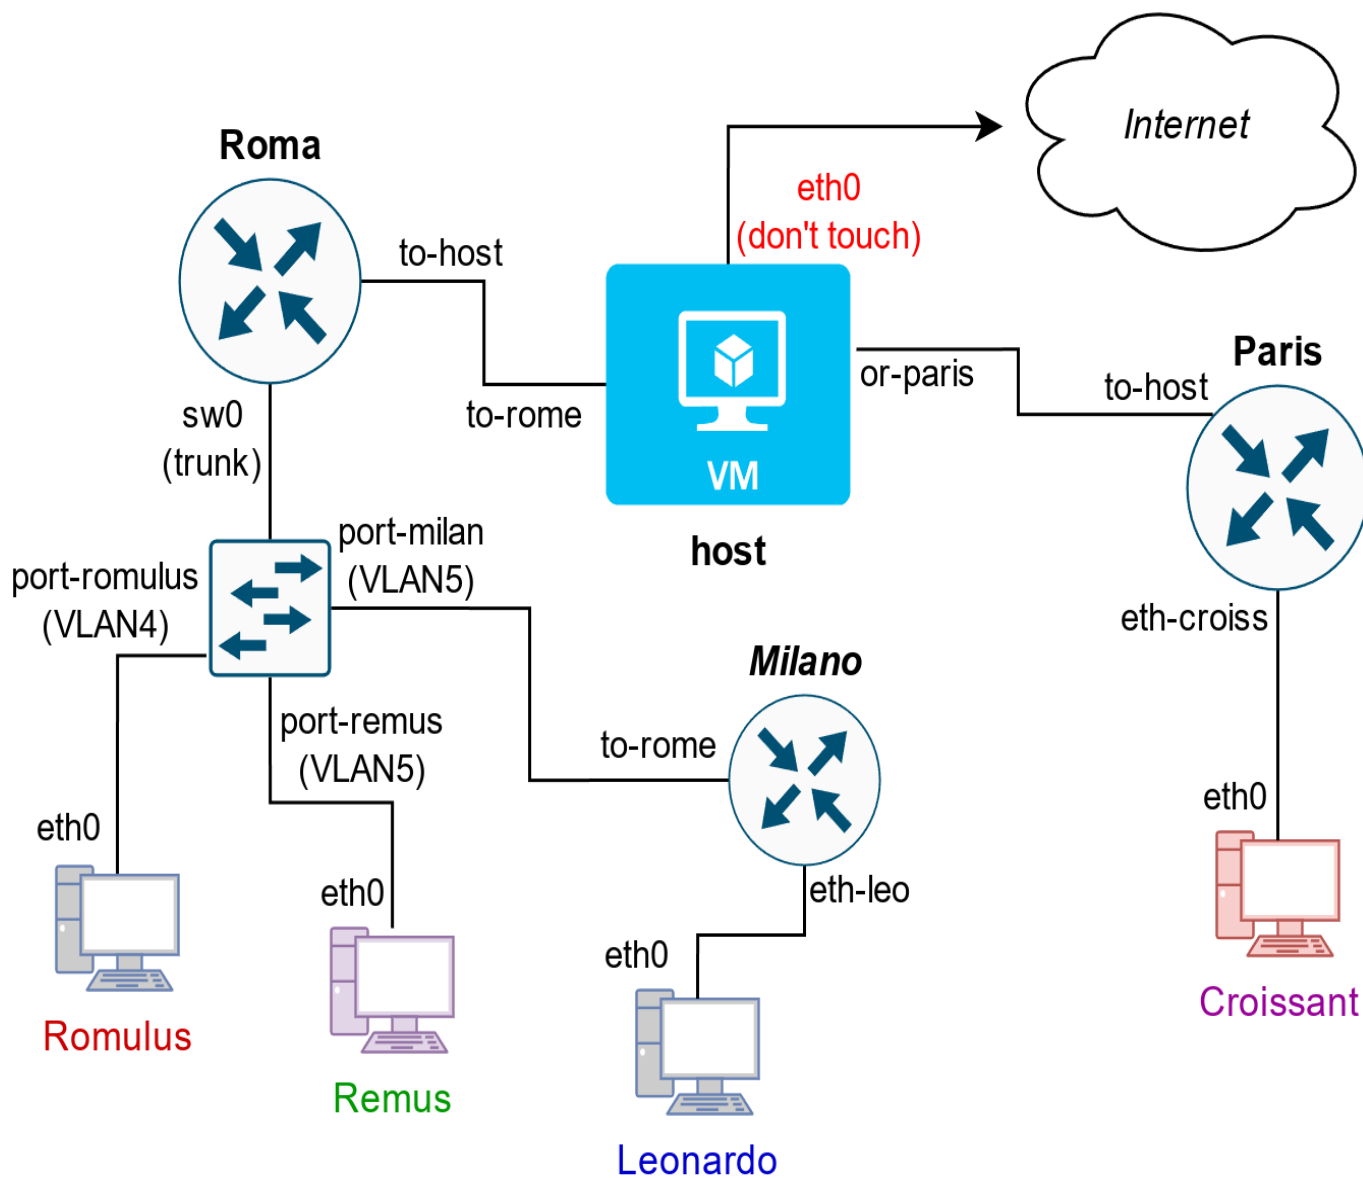 Internet
Roma
eth0
(don't touch)
to-host
Paris
or-paris
to-host
to-rome
sw0
(trunk)
VM
host
port-milan
(VLAN5)
port-romulus
(VLAN4)
eth-croiss
Milano
port-remus
(VLAN5)
to-rome
eth0
eth0
eth0
eth-leo
eth0
Croissant
Romulus
Remus
Leonardo